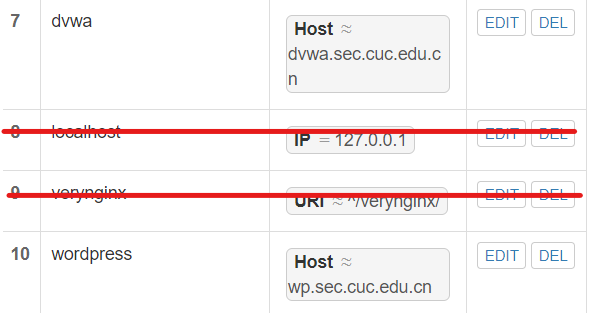 7 dvwa Host ≈ EDIT DEL
dvwa.sec.cuc.edu.c
n
8 localhost IP = 127.0.0.1 EDIT DEL
9 verynginx URI ≈ ^/verynginx/ EDIT DEL
10 wordpress Host ≈ EDIT DEL
wp.sec.cuc.edu.cn